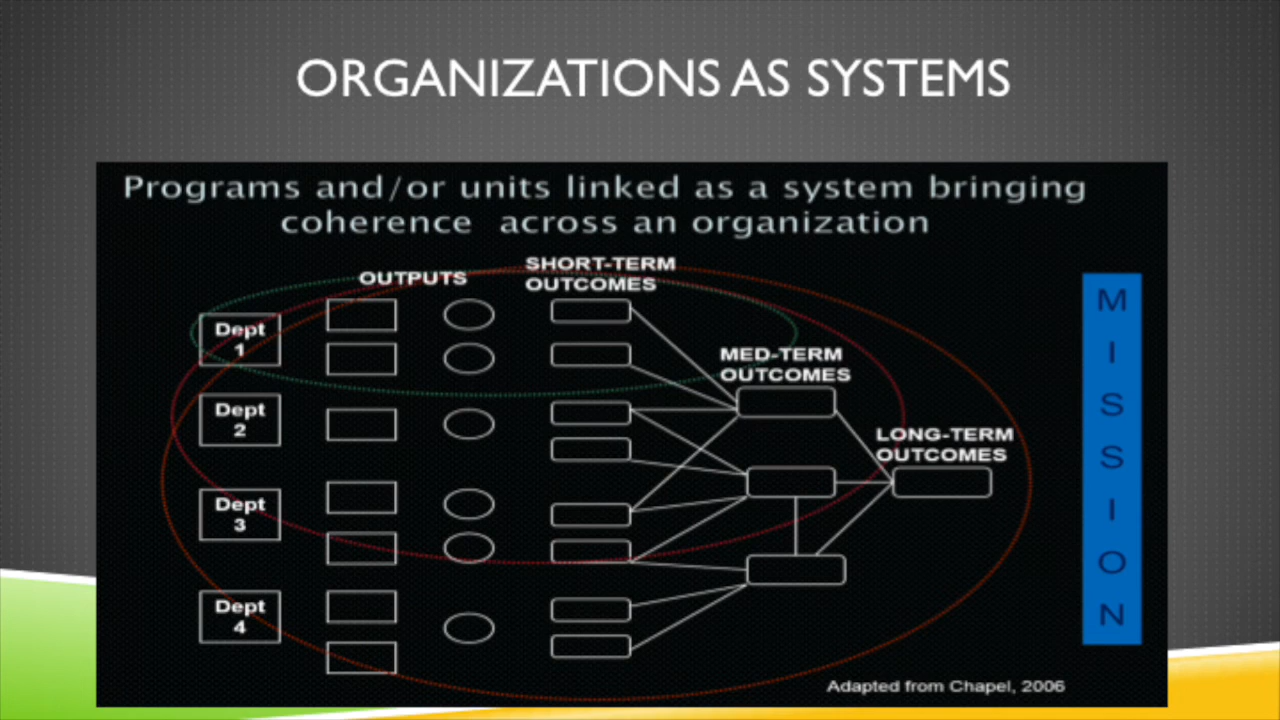 ORGANIZATIONS AS SYSTEMS
Programs and/or units linked as a system bringing
coherence across an organization
OUTPUTS
SHORT-TERM
OUTCOMES
Dept
1
MED-TERM
OUTCOMES
Dept
2
LONG-TERM
OUTCOMES
Dept
3
Dept
4
M
I
S
S
I
O
N
Adapted from Chapel, 2006